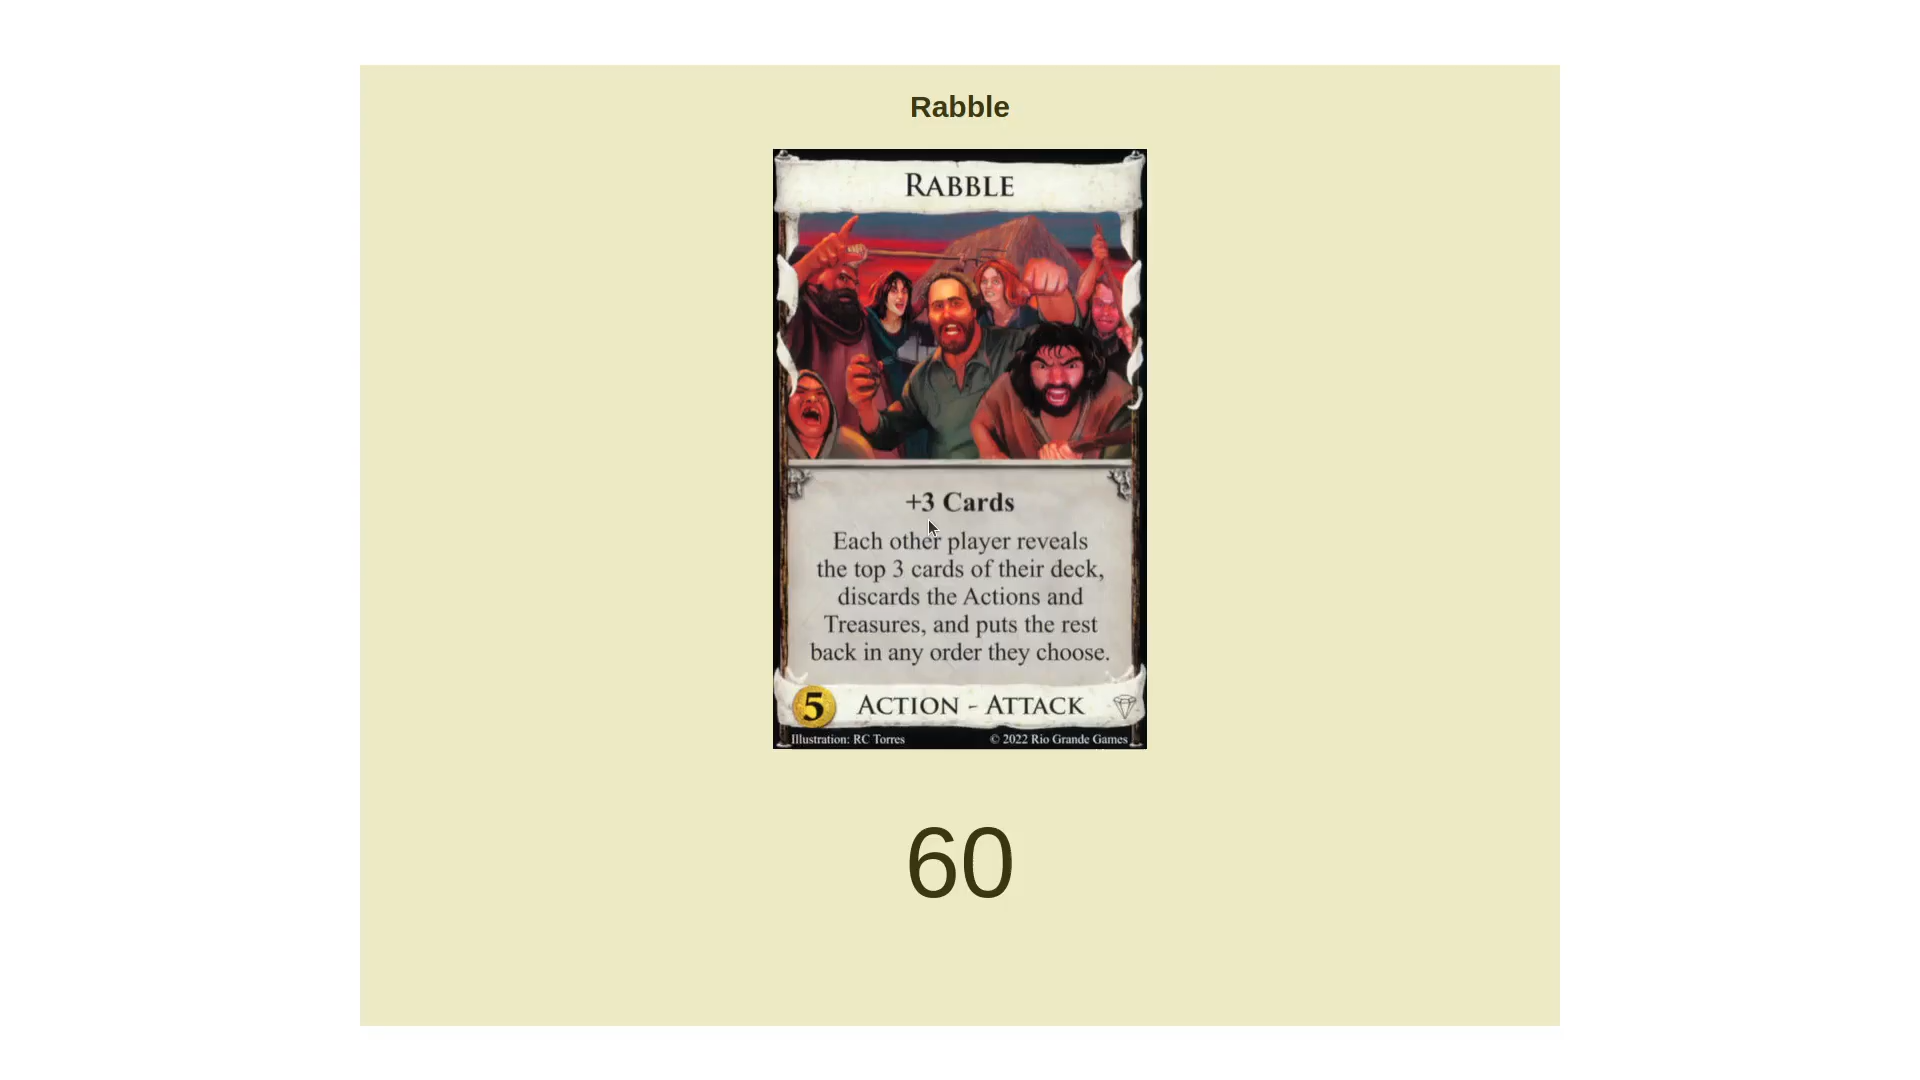 Rabble
RABBLE
+3 Cards
Each other player reveals
the top 3 cards of their deck,
discards the Actions and
Treasures, and puts the rest
back in any order they choose.
5 ACTION - ATTACK
Illustration: RC Torres © 2022 Rio Grande Games
60